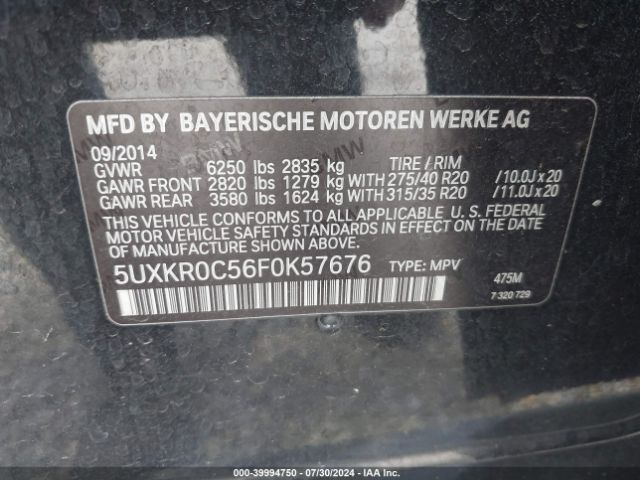 MFD BY BAYERISCHE MOTOREN WERKE AG
09/2014
GVWR 6250 lbs 2835 kg TIRE / RIM
GAWR FRONT 2820 lbs 1279 kg WITH 275/40 R20 /10.0J x 20
GAWR REAR 3580 lbs 1624 kg WITH 315/35 R20 /11.0J x 20
THIS VEHICLE CONFORMS TO ALL APPLICABLE U. S. FEDERAL
MOTOR VEHICLE SAFETY STANDARDS IN EFFECT ON THE DATE
OF MANUFACTURE SHOWN ABOVE.
5UXKR0C56F0K57676 TYPE: MPV 475M
7 320 729
© COPART - 39994750 - 07/30/2024 - IAA Inc.